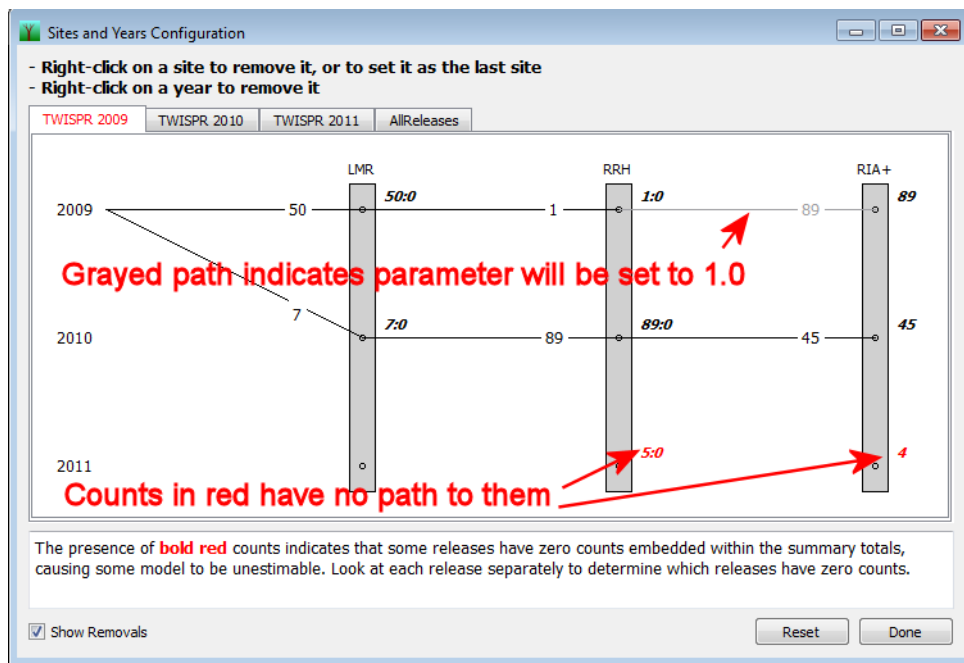 Sites and Years Configuration
- Right-click on a site to remove it, or to set it as the last site
- Right-click on a year to remove it
TWISPR 2009 TWISPR 2010 TWISPR 2011 AllReleases
LMR RRH RIA+
2009 50 50:0 1 1:0 89 89
Grayed path indicates parameter will be set to 1.0
7
2010 7:0 89 89:0 45 45
2011 5:0 4
Counts in red have no path to them
The presence of bold red counts indicates that some releases have zero counts embedded within the summary totals,
causing some model to be unestimable. Look at each release separately to determine which releases have zero counts.
Show Removals Reset Done